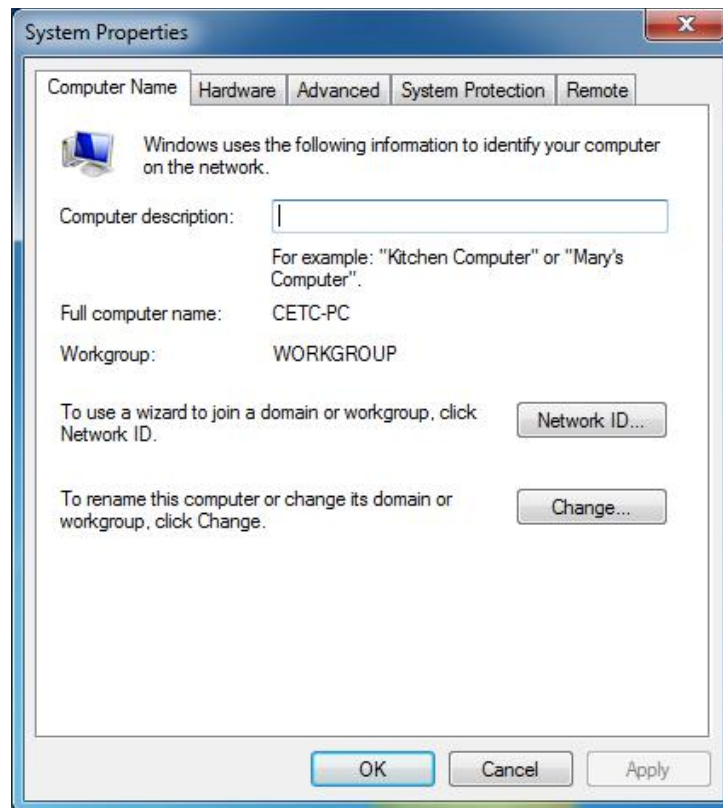 System Properties
Computer Name Hardware Advanced System Protection Remote
Windows uses the following information to identify your computer
on the network.
Computer description:
For example: "Kitchen Computer" or "Mary's
Computer".
Full computer name: CETC-PC
Workgroup: WORKGROUP
To use a wizard to join a domain or workgroup, click
Network ID.
Network ID...
To rename this computer or change its domain or
workgroup, click Change.
Change...
OK Cancel Apply